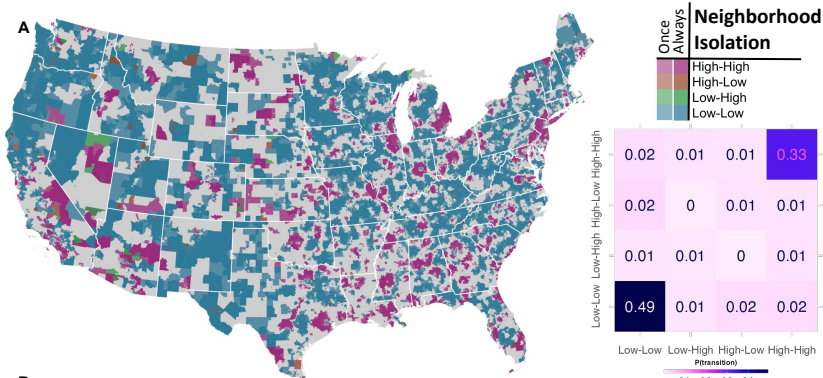 A
Once
Always
Neighborhood
Isolation
High-High
High-Low
Low-High
Low-Low
High-High
0.02 0.01 0.01 0.33
High-Low
0.02 0 0.01 0.01
Low-High
0.01 0.01 0 0.01
Low-Low
0.49 0.01 0.02 0.02
Low-Low Low-High High-Low High-High
P(transition)